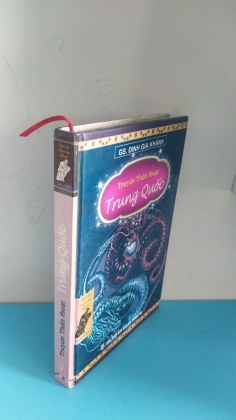 GS. ĐINH GIA KHÁNH
Truyện Thần Thoại
Trung Quốc
Truyện Thần Thoại
Trung Quốc